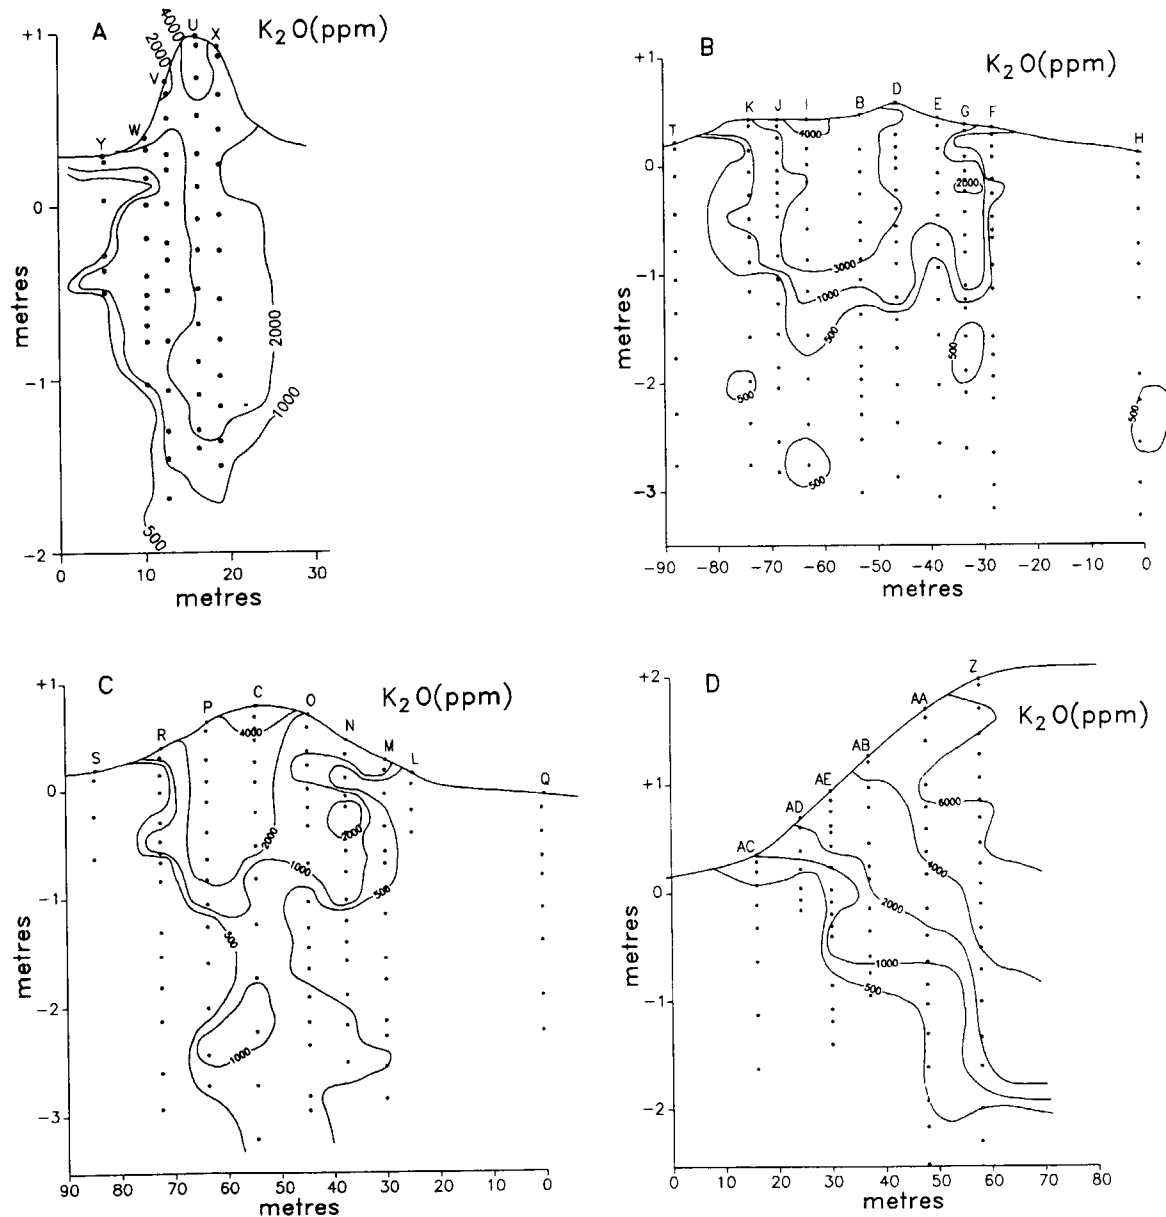 A
K₂O(ppm)
4000
2000
U
X
V
W
Y
+1
0
−1
−2
metres
2000
1000
500
0 10 20 30
metres
B
K₂O(ppm)
T K J I B D E G F H
+1
0
−1
−2
−3
metres
4000
2000
3000
1000
500
500
500
500
500
−90 −80 −70 −60 −50 −40 −30 −20 −10 0
metres
C
K₂O(ppm)
S R P C O N M L Q
+1
0
−1
−2
−3
metres
4000
2000
2000
1000
500
500
1000
90 80 70 60 50 40 30 20 10 0
metres
D
K₂O(ppm)
Z
AA
AB
AE
AD
AC
+2
+1
0
−1
−2
metres
6000
4000
2000
1000
500
0 10 20 30 40 50 60 70 80
metres